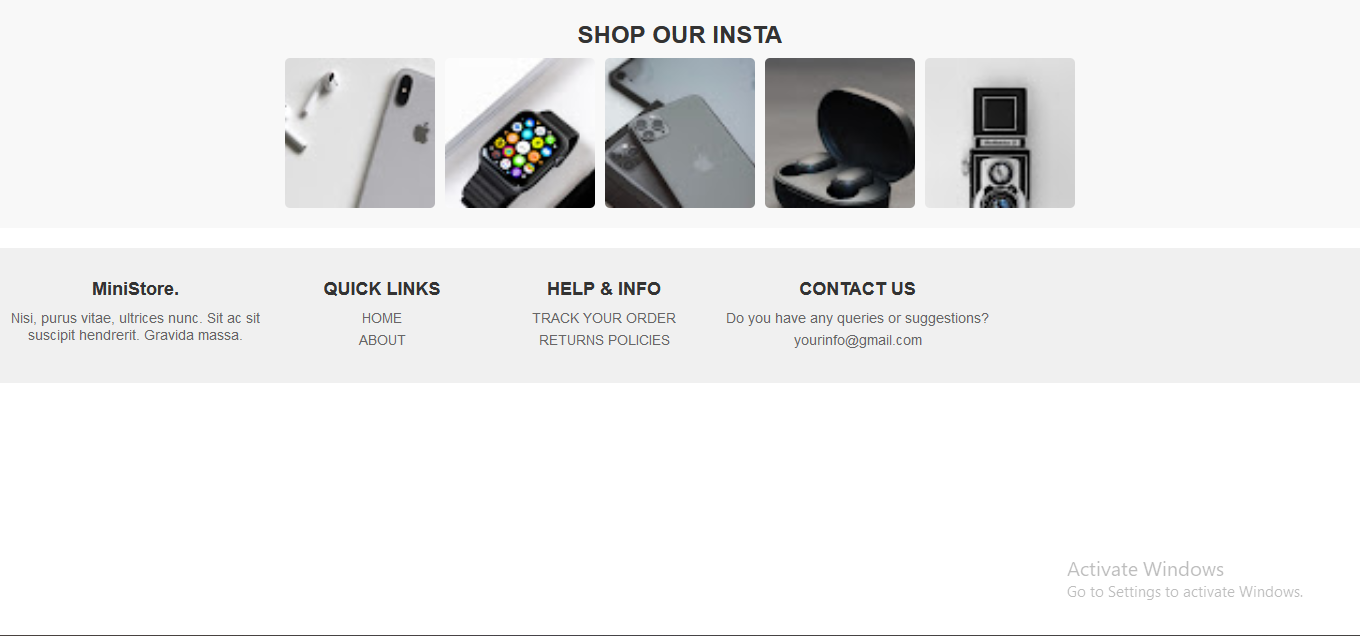 SHOP OUR INSTA
MiniStore.
Nisi, purus vitae, ultrices nunc. Sit ac sit
suscipit hendrerit. Gravida massa.
QUICK LINKS
HOME
ABOUT
HELP & INFO
TRACK YOUR ORDER
RETURNS POLICIES
CONTACT US
Do you have any queries or suggestions?
yourinfo@gmail.com
Activate Windows
Go to Settings to activate Windows.